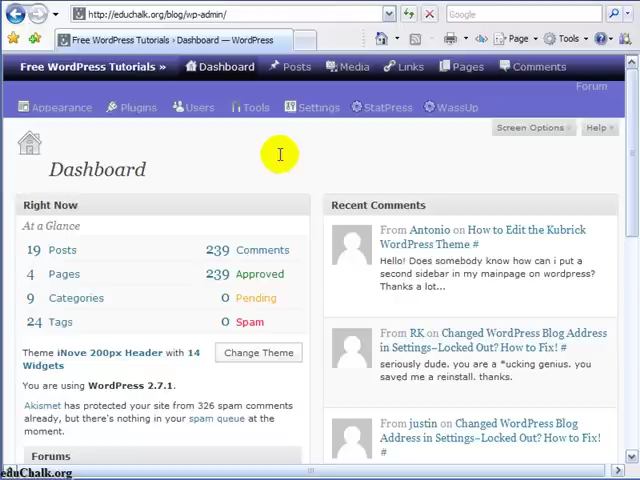 http://educhalk.org/blog/wp-admin/
Google
Free WordPress Tutorials › Dashboard — WordPress
Page Tools
Free WordPress Tutorials » Dashboard Posts Media Links Pages Comments
Forum
Appearance Plugins Users Tools Settings StatPress WassUp
Screen Options Help
Dashboard
Right Now
At a Glance
19 Posts 239 Comments
4 Pages 239 Approved
9 Categories 0 Pending
24 Tags 0 Spam
Theme iNove 200px Header with 14
Widgets
Change Theme
You are using WordPress 2.7.1.
Akismet has protected your site from 326 spam comments
already, but there's nothing in your spam queue at the
moment.
Forums
Recent Comments
From Antonio on How to Edit the Kubrick
WordPress Theme #
Hello! Does somebody know how can i put a
second sidebar in my mainpage on wordpress?
Thanks a lot...
From RK on Changed WordPress Blog Address
in Settings–Locked Out? How to Fix! #
seriously dude. you are a *ucking genius. you
saved me a reinstall. thanks.
From justin on Changed WordPress Blog
Address in Settings–Locked Out? How to Fix!
#
eduChalk.org